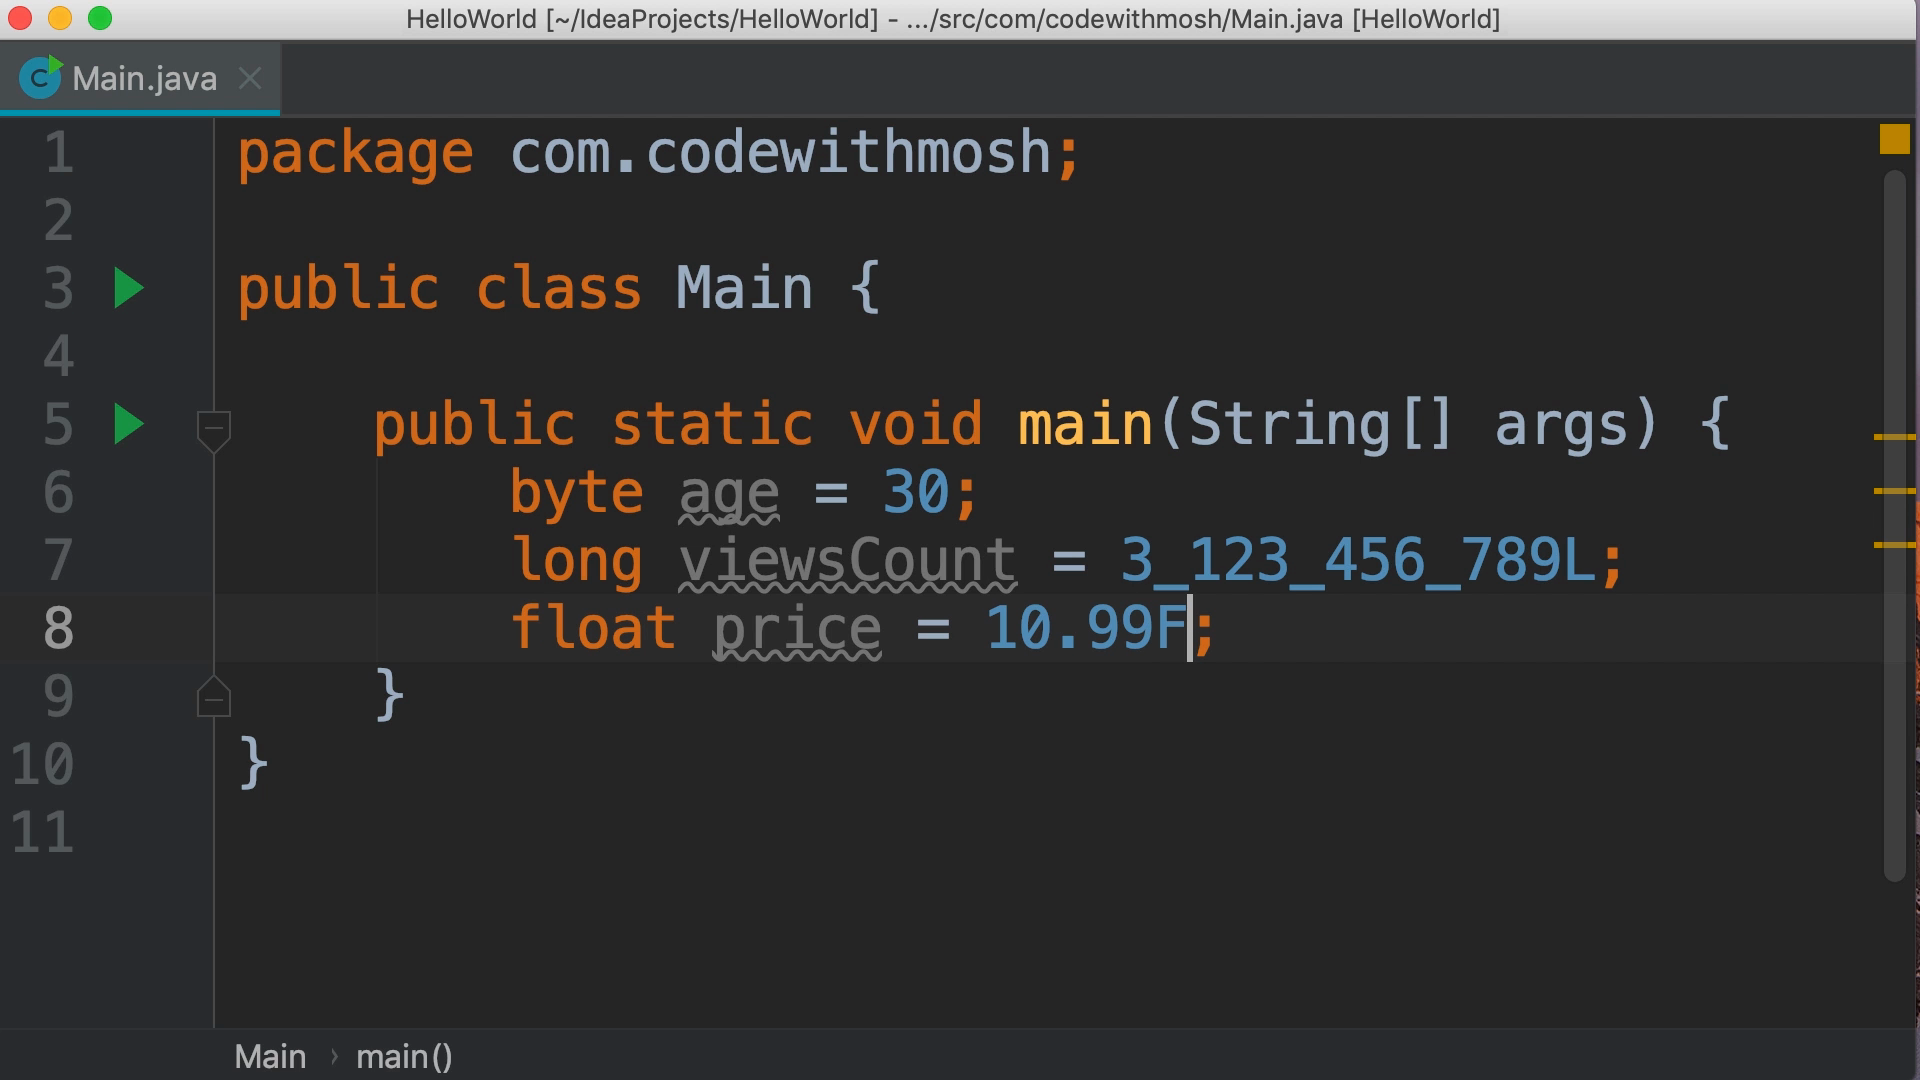 HelloWorld [~/IdeaProjects/HelloWorld] - .../src/com/codewithmosh/Main.java [HelloWorld]
C Main.java
1 package com.codewithmosh;
2
3 public class Main {
4
5 public static void main(String[] args) {
6 byte age = 30;
7 long viewsCount = 3_123_456_789L;
8 float price = 10.99F;
9 }
10 }
11
Main › main()